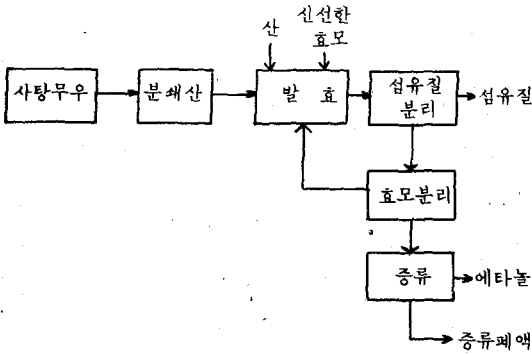 산
신선한
효모
사탕무우
분쇄산
발 효
섬유질
분리
섬유질
효모분리
증류
에타놀
증류폐액